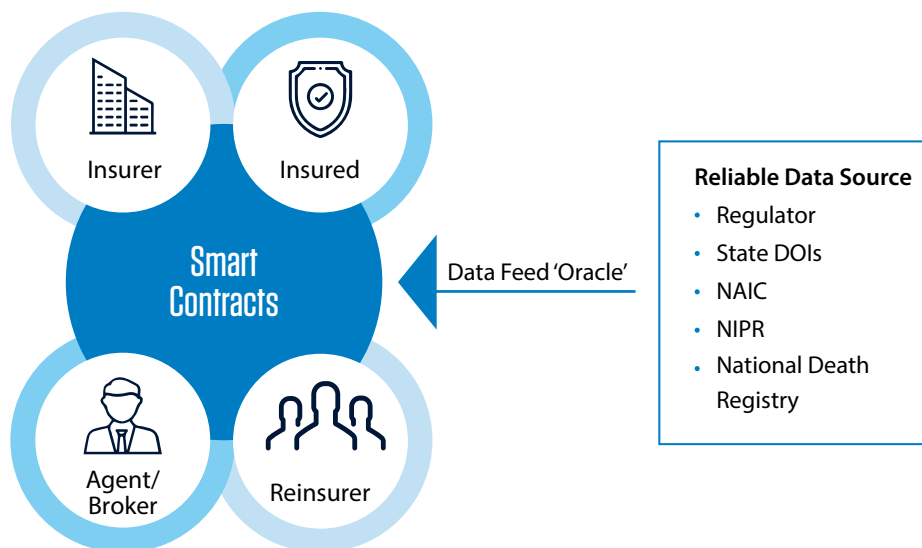 Insurer
Insured
Smart
Contracts
Agent/
Broker
Reinsurer
Data Feed ‘Oracle’
Reliable Data Source
• Regulator
• State DOIs
• NAIC
• NIPR
• National Death
Registry